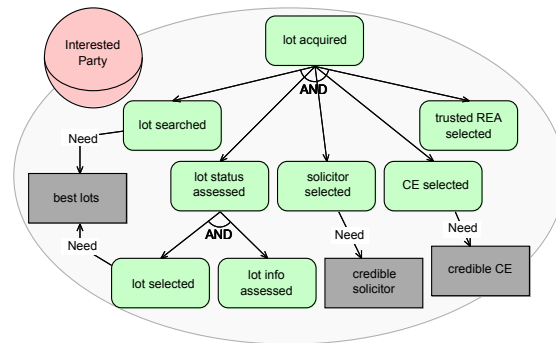 Interested
Party
lot acquired
AND
lot searched
trusted REA
selected
Need
lot status
assessed
solicitor
selected
CE selected
best lots
Need
AND
Need
Need
lot selected
lot info
assessed
credible
solicitor
credible CE